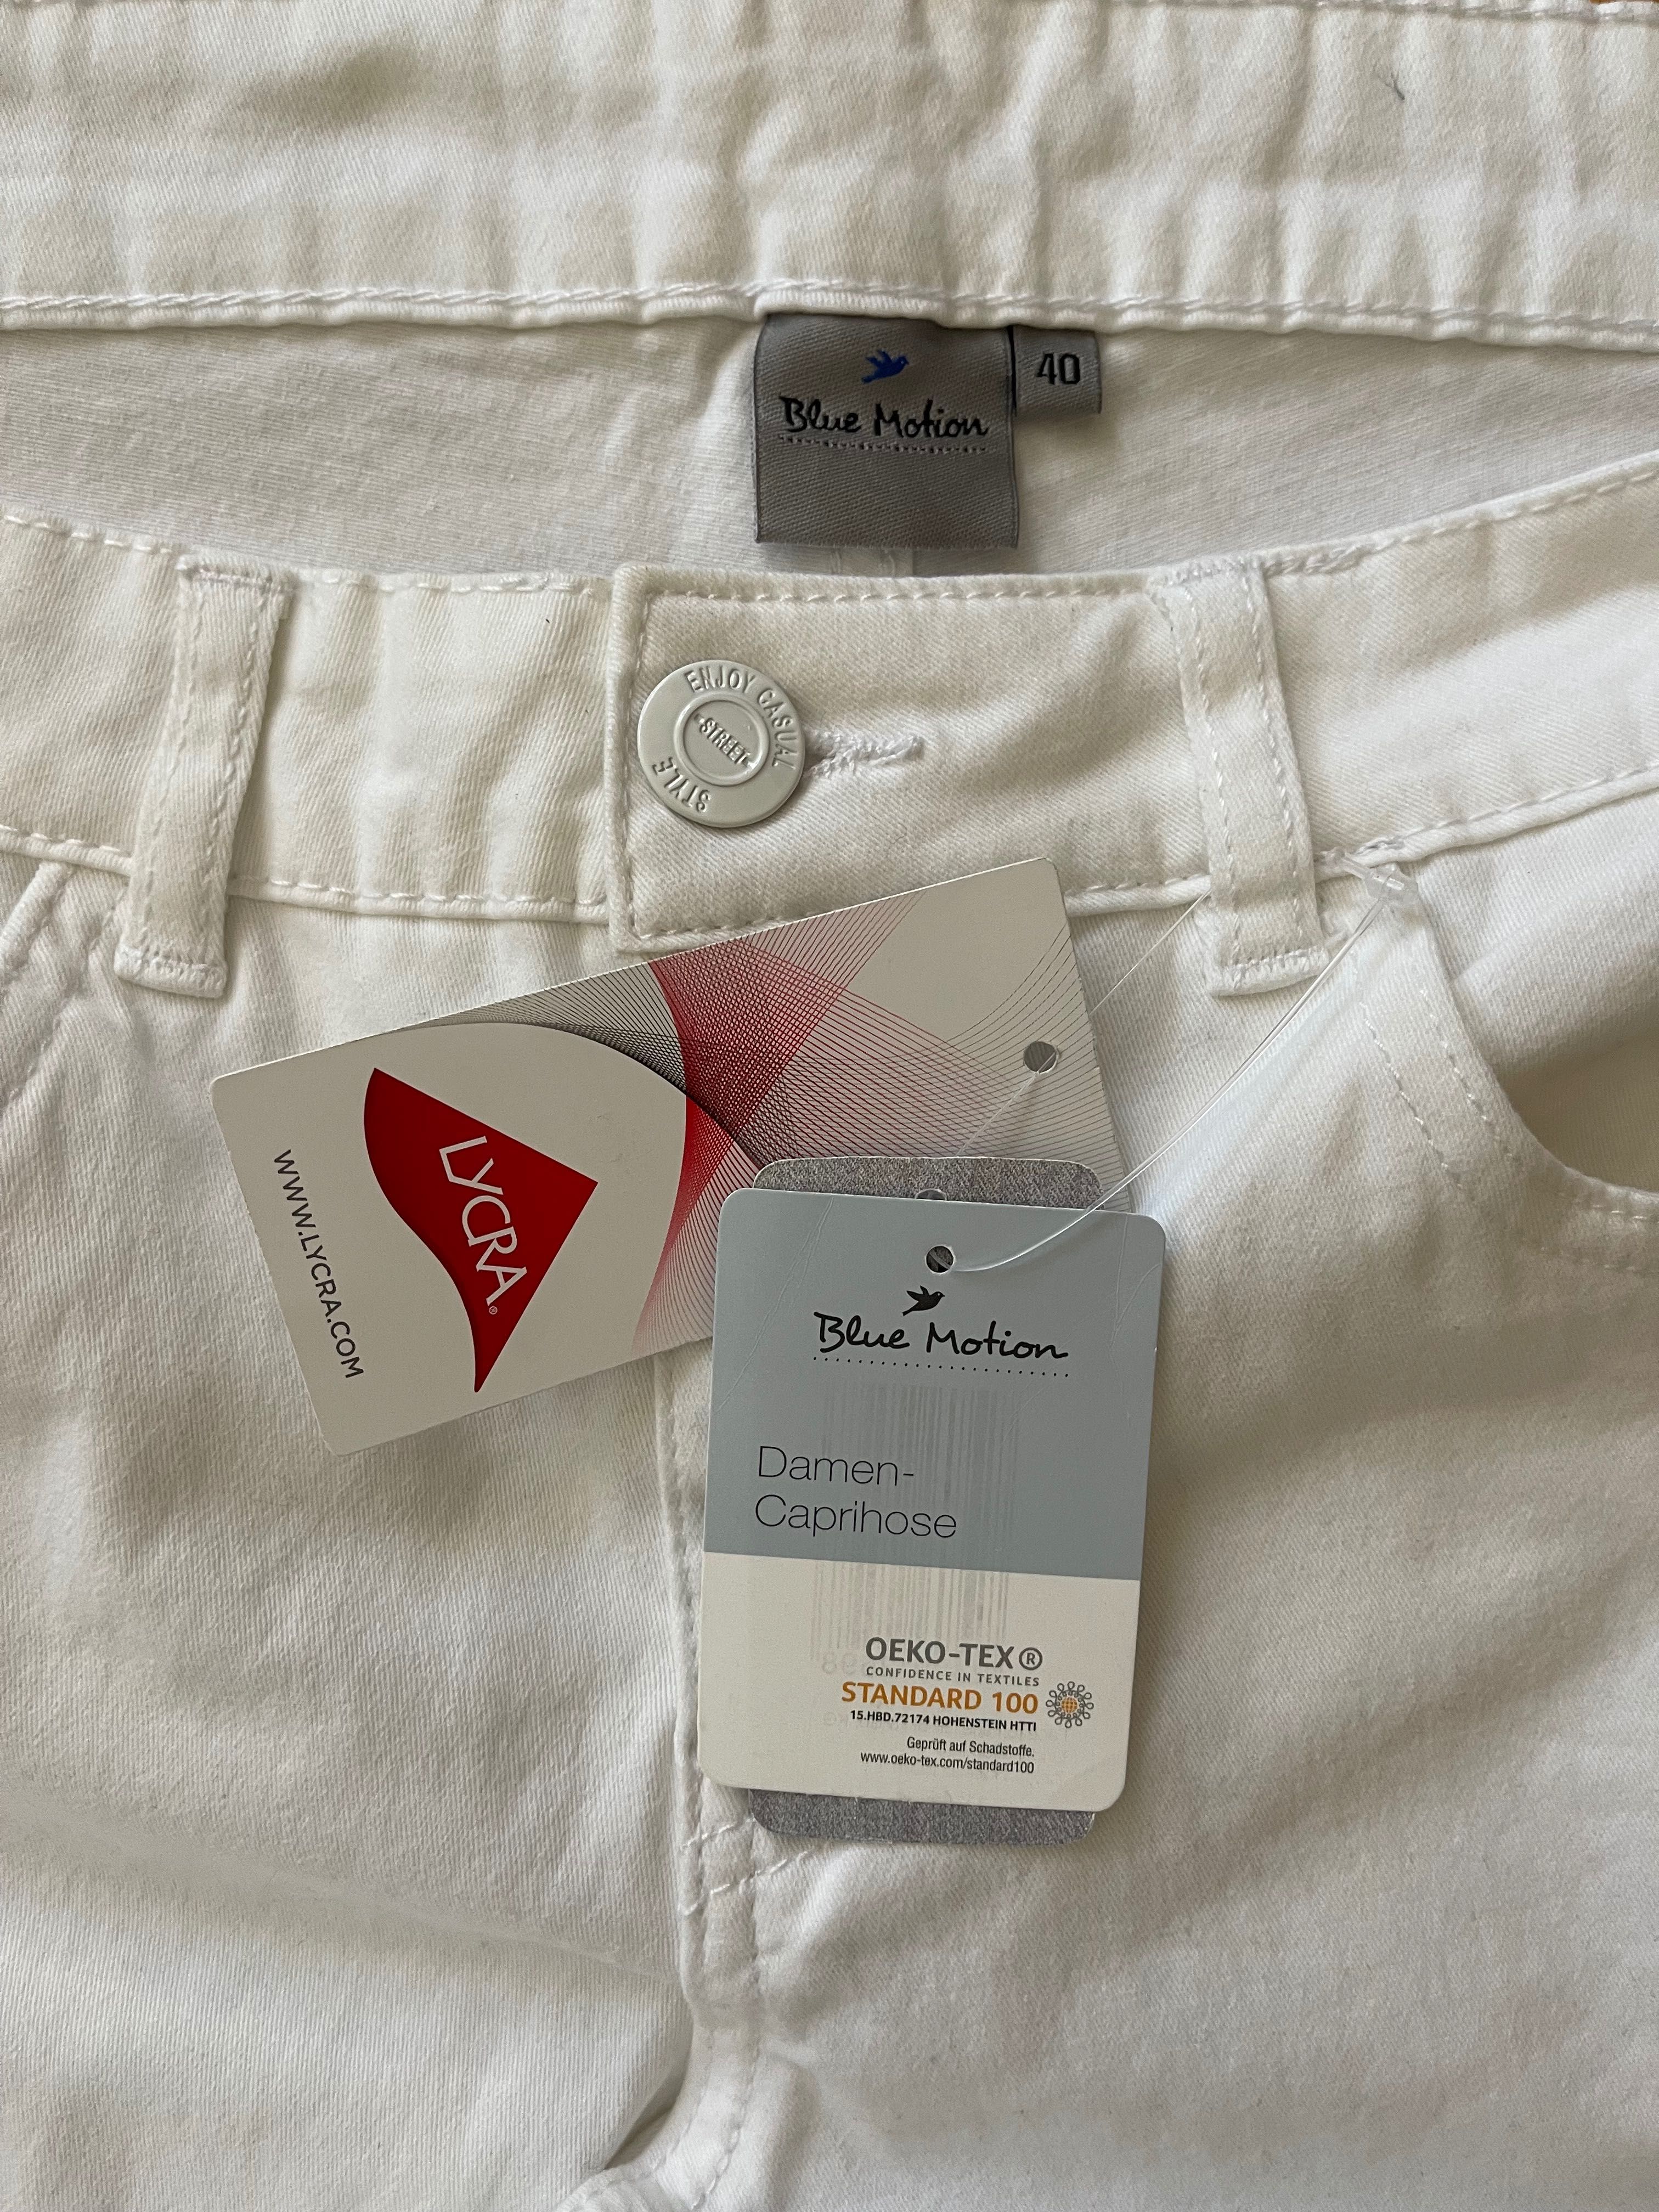 Blue Motion
40
ENJOY CASUAL
STREET
STYLE
LYCRA®
WWW.LYCRA.COM
Blue Motion
Damen-
Caprihose
OEKO-TEX®
CONFIDENCE IN TEXTILES
STANDARD 100
15.HBD.72174 HOHENSTEIN HTTI
Geprüft auf Schadstoffe.
www.oeko-tex.com/standard100